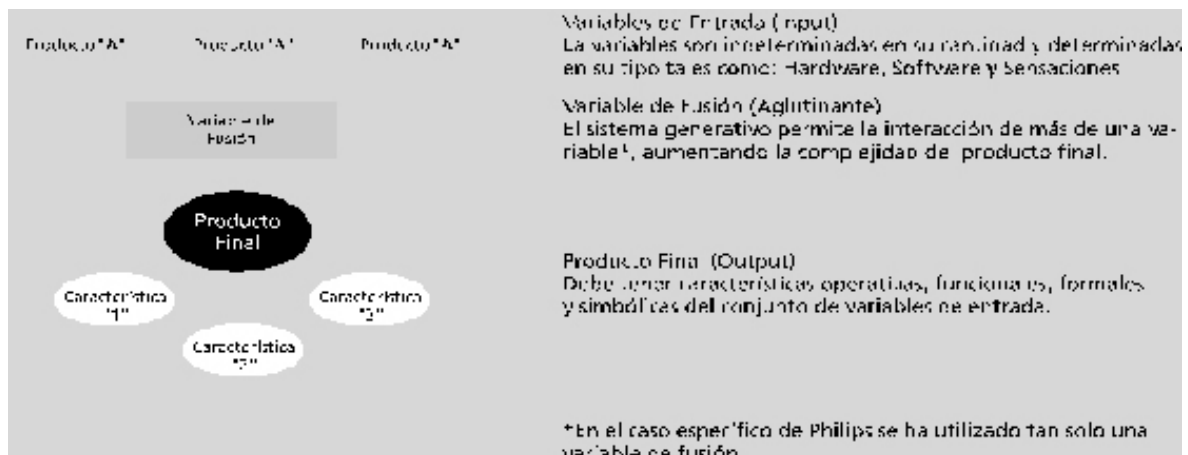 Variables de Entrada (Input)
Producto "A" Producto "A" Producto "A"
La variables son indeterminadas en su cantidad y determinadas
en su tipo tales como: Hardware, Software y Sensaciones
Variable de Fusión (Aglutinante)
Variable de
Fusión
El sistema generativo permite la interacción de más de una va-
riable*, aumentando la complejidad del producto final.
Producto
Final
Producto Final (Output)
Debe tener características operativas, funcionales, formales
y simbólicas del conjunto de variables de entrada.
Característica
"1"
Característica
Característica
*En el caso específico de Philips se ha utilizado tan solo una
variable de fusión